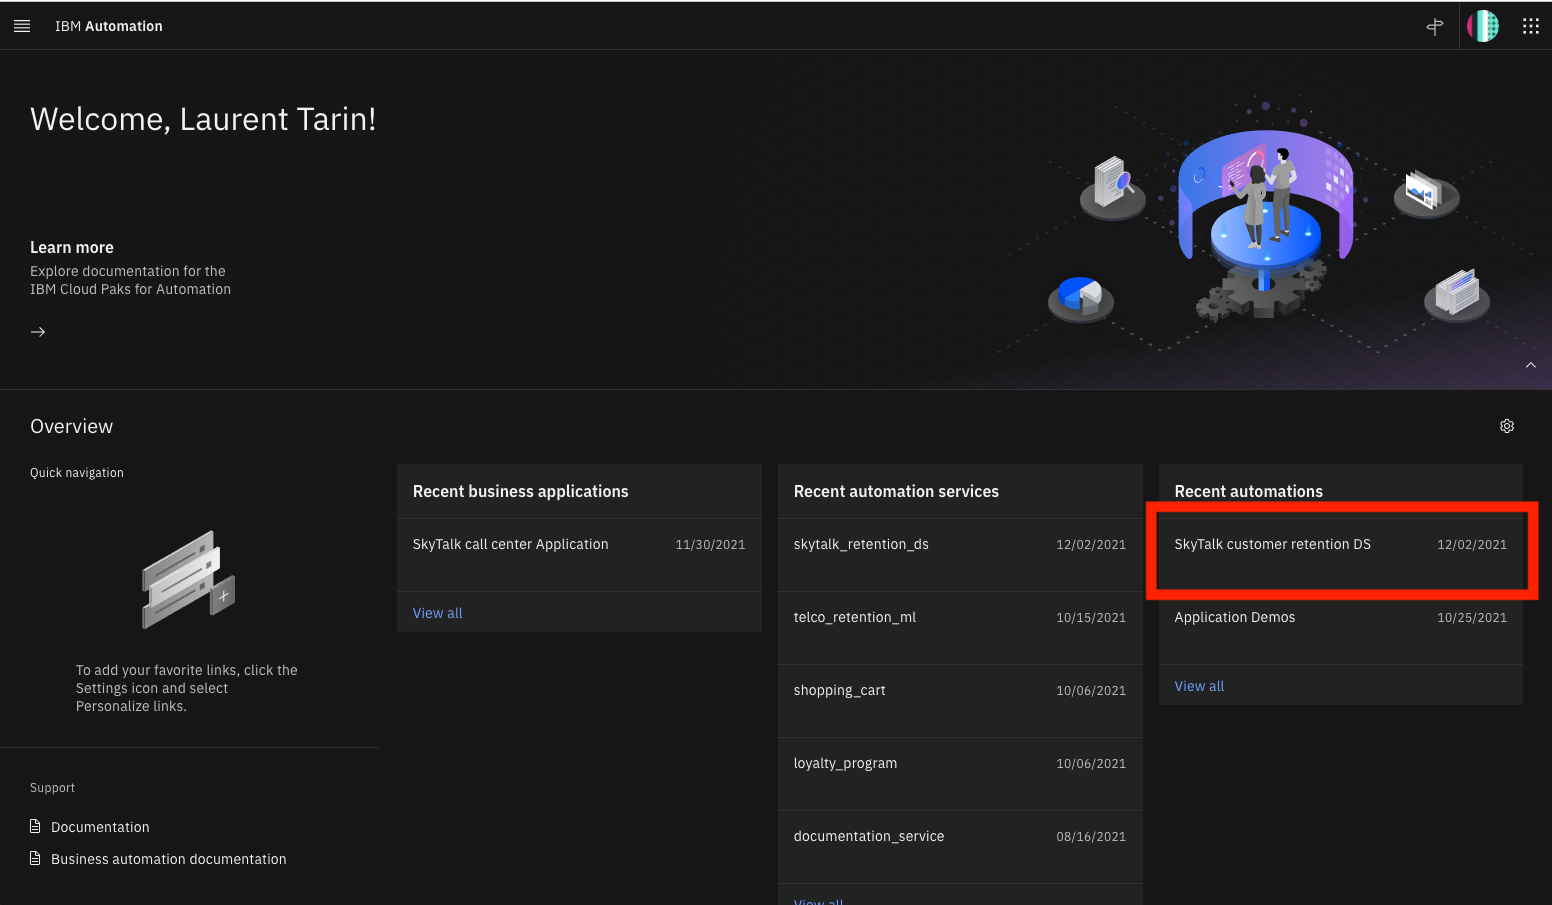 IBM Automation
Welcome, Laurent Tarin!
Learn more
Explore documentation for the
IBM Cloud Paks for Automation
Overview
Quick navigation
To add your favorite links, click the
Settings icon and select
Personalize links.
Support
Documentation
Business automation documentation
Recent business applications
SkyTalk call center Application 11/30/2021
View all
Recent automation services
skytalk_retention_ds 12/02/2021
telco_retention_ml 10/15/2021
shopping_cart 10/06/2021
loyalty_program 10/06/2021
documentation_service 08/16/2021
View all
Recent automations
SkyTalk customer retention DS 12/02/2021
Application Demos 10/25/2021
View all